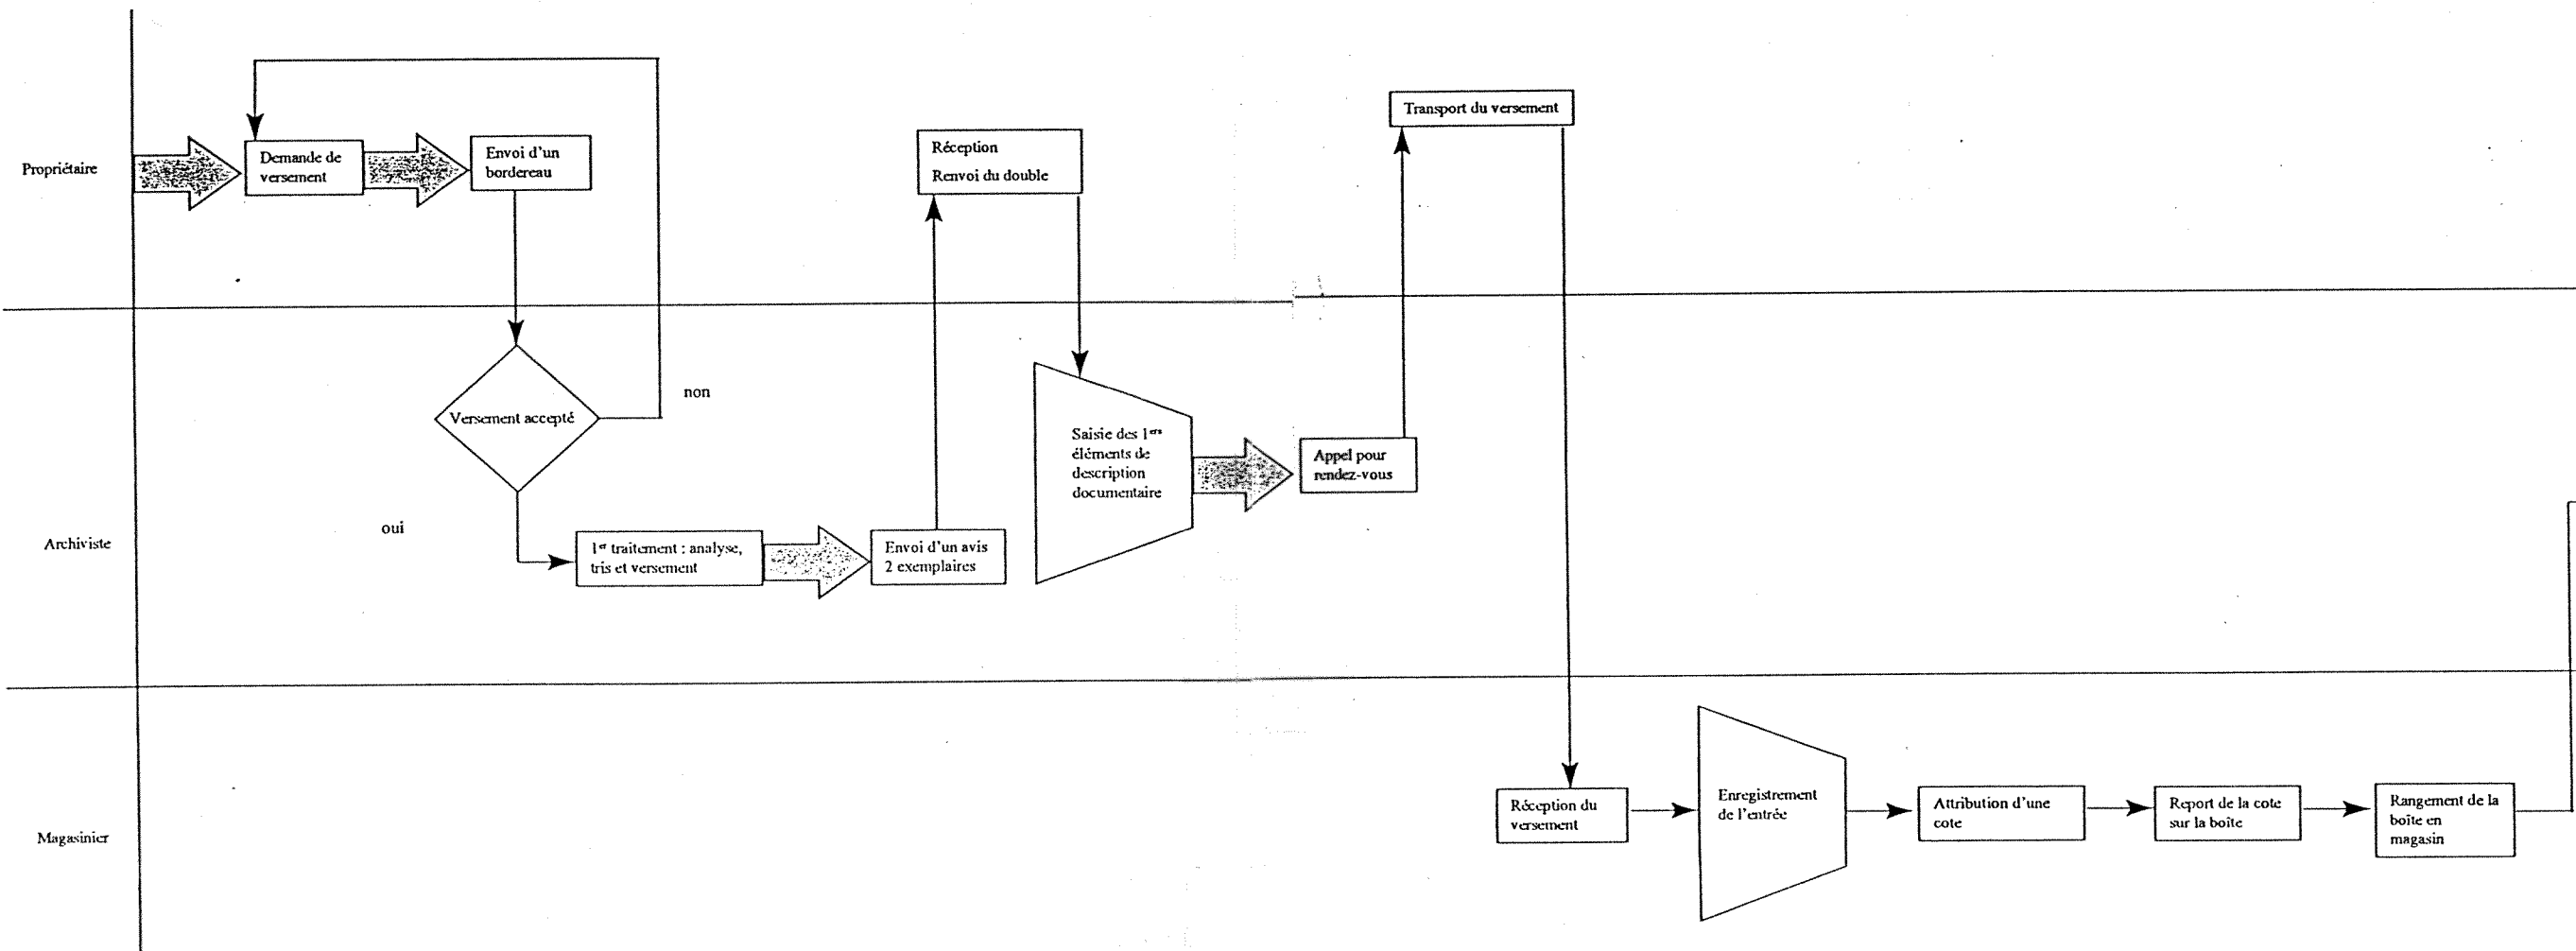 Propriétaire
Demande de
versement
Envoi d'un
bordereau
Réception
Renvoi du double
Transport du versement
Versement accepté
non
oui
Archiviste
1er traitement : analyse,
tris et versement
Envoi d'un avis
2 exemplaires
Saisie des 1ers
éléments de
description
documentaire
Appel pour
rendez-vous
Magasinier
Réception du
versement
Enregistrement
de l'entrée
Attribution d'une
cote
Report de la cote
sur la boîte
Rangement de la
boîte en
magasin